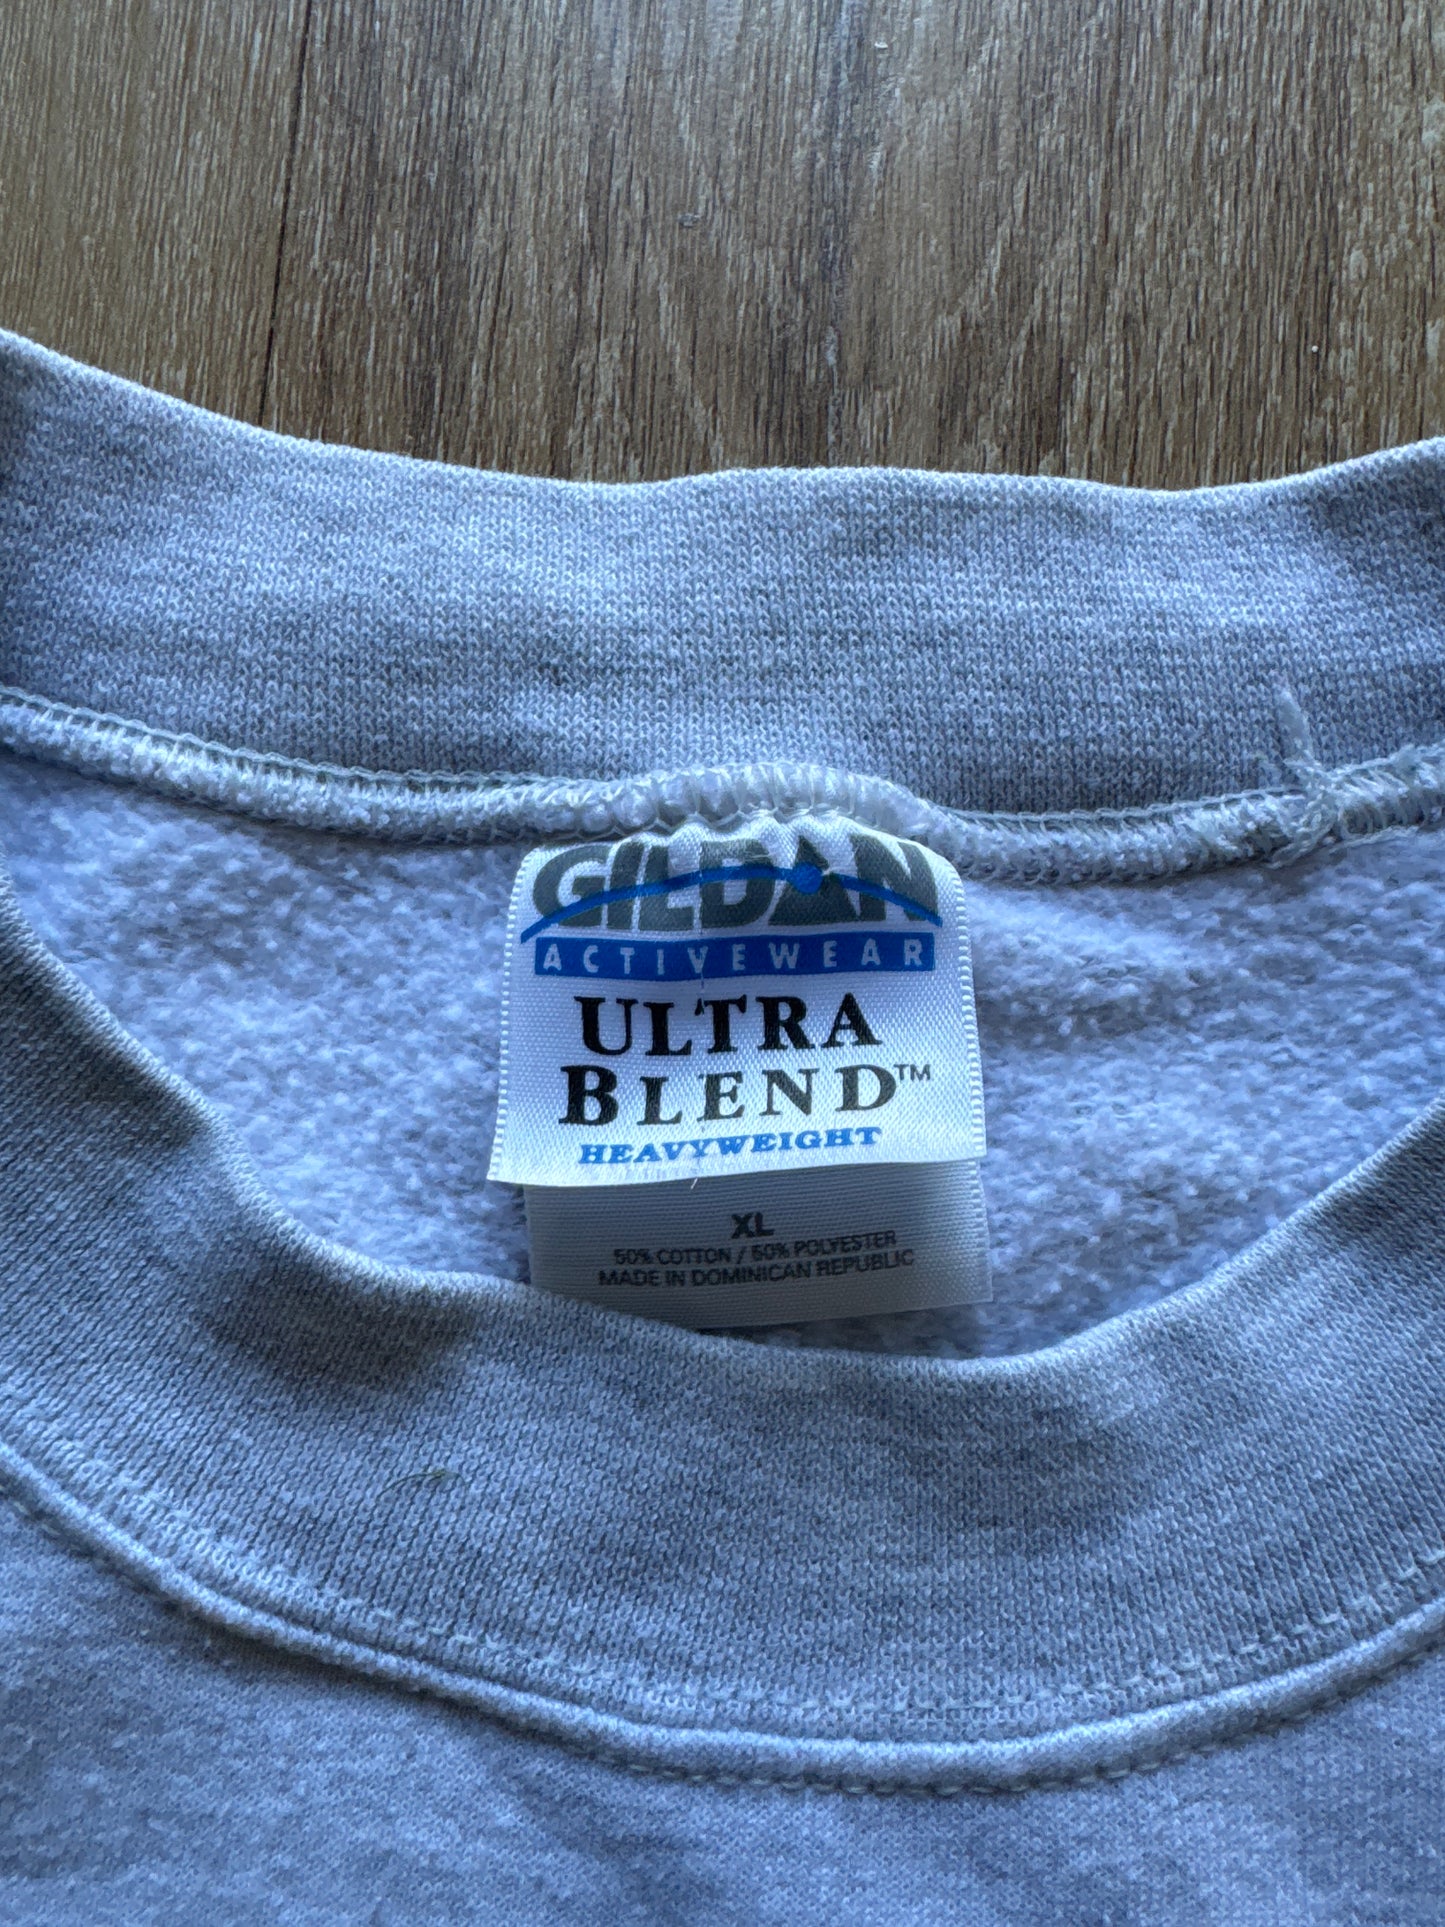 GILDAN
ACTIVEWEAR
ULTRA
BLEND™
HEAVYWEIGHT
XL
50% COTTON / 50% POLYESTER
MADE IN DOMINICAN REPUBLIC